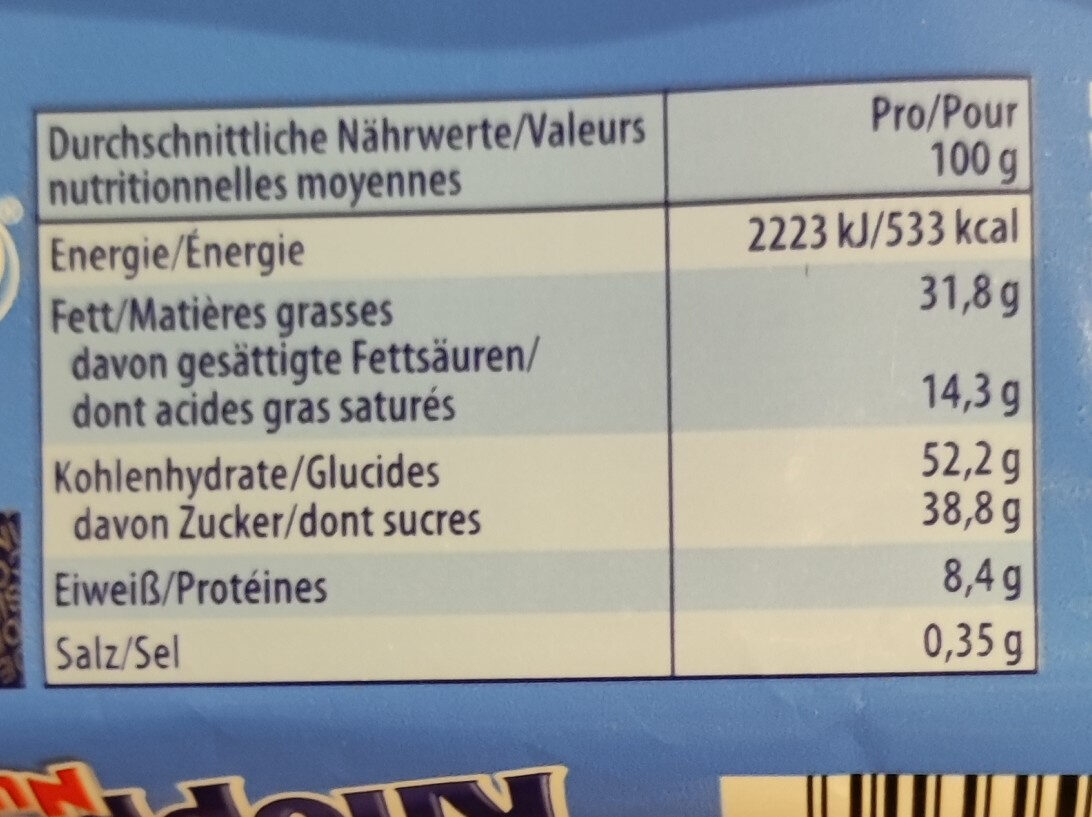 Durchschnittliche Nährwerte/Valeurs nutritionnelles moyennes Pro/Pour 100 g
Energie/Énergie 2223 kJ/533 kcal
Fett/Matières grasses 31,8 g
davon gesättigte Fettsäuren/
dont acides gras saturés 14,3 g
Kohlenhydrate/Glucides 52,2 g
davon Zucker/dont sucres 38,8 g
Eiweiß/Protéines 8,4 g
Salz/Sel 0,35 g